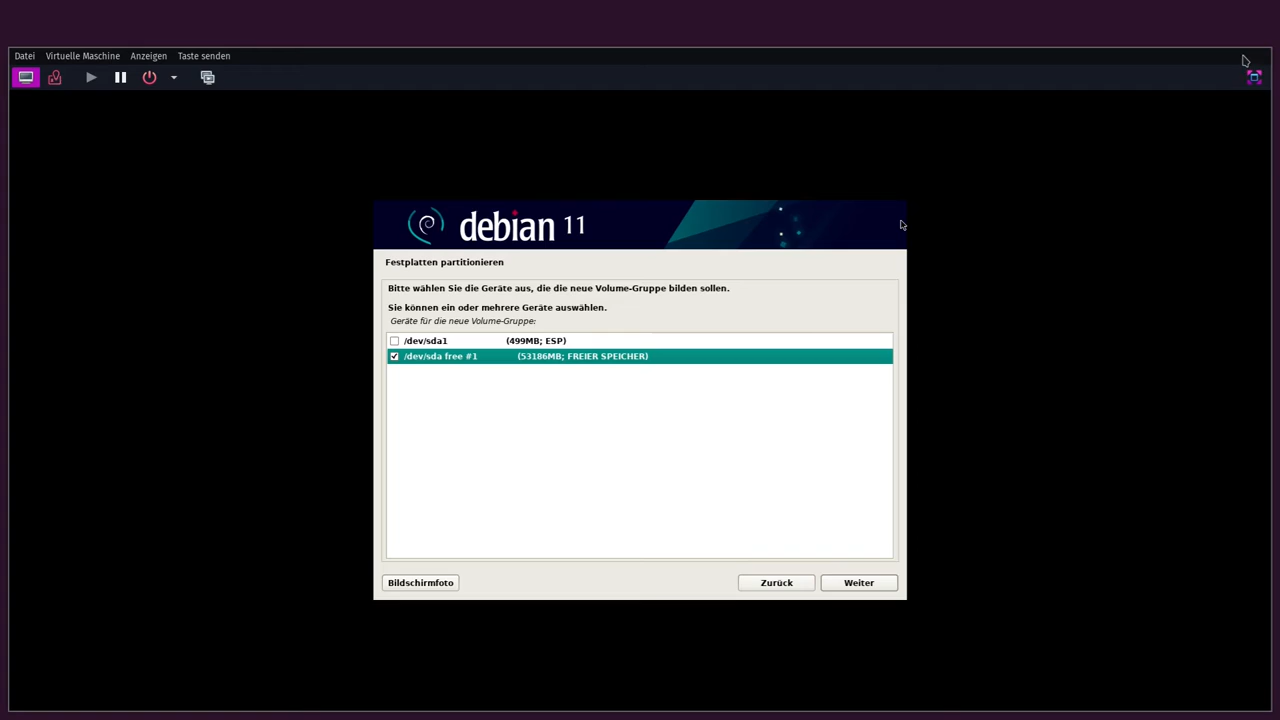 Datei Virtuelle Maschine Anzeigen Taste senden
debian 11
Festplatten partitionieren
Bitte wählen Sie die Geräte aus, die die neue Volume-Gruppe bilden sollen.
Sie können ein oder mehrere Geräte auswählen.
Geräte für die neue Volume-Gruppe:
/dev/sda1 (499MB; ESP)
/dev/sda free #1 (53186MB; FREIER SPEICHER)
Bildschirmfoto Zurück Weiter